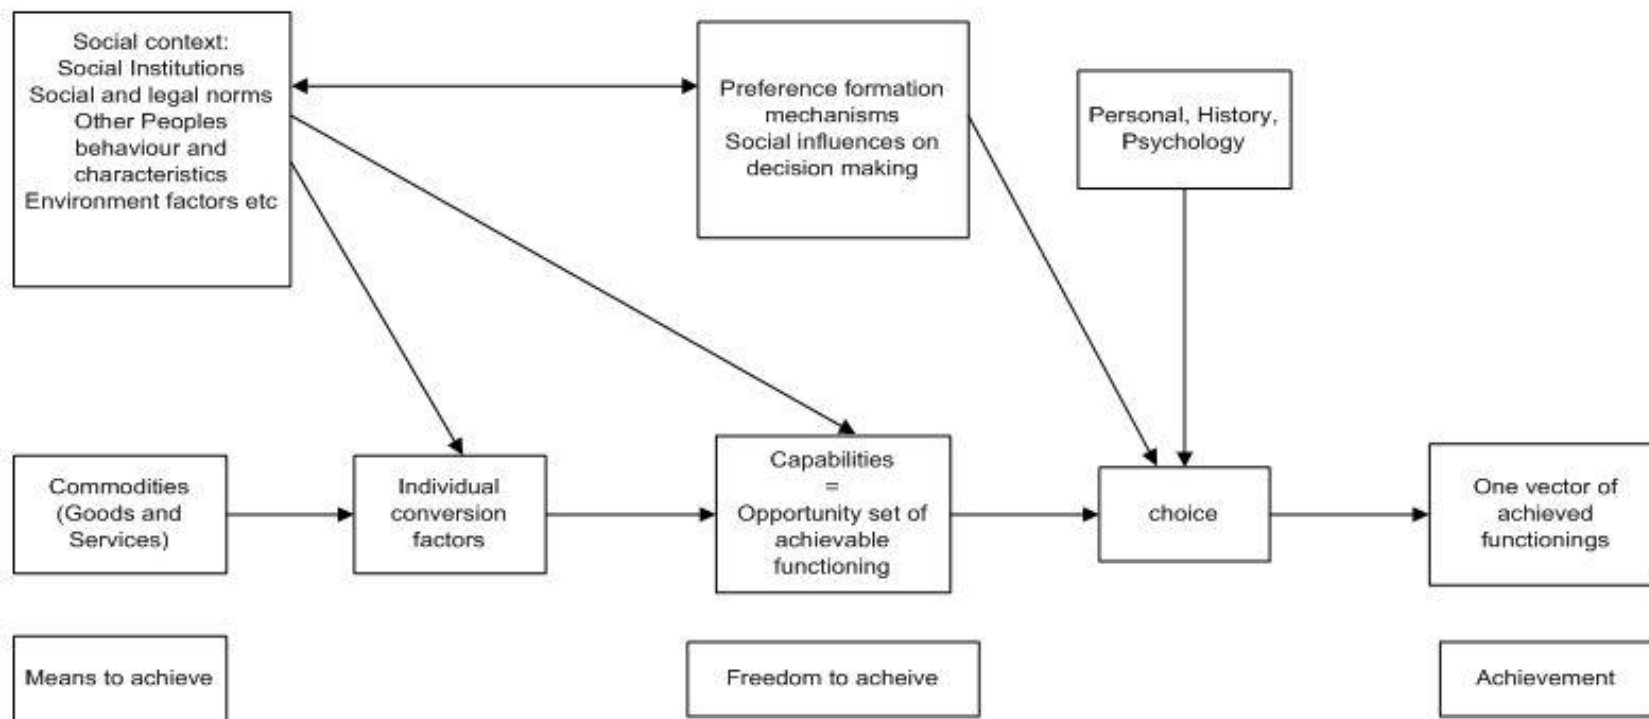 Social context:
Social Institutions
Social and legal norms
Other Peoples
behaviour and
characteristics
Environment factors etc
Preference formation
mechanisms
Social influences on
decision making
Personal, History,
Psychology
Commodities
(Goods and
Services)
Individual
conversion
factors
Capabilities
=
Opportunity set of
achievable
functioning
choice
One vector of
achieved
functionings
Means to achieve
Freedom to acheive
Achievement